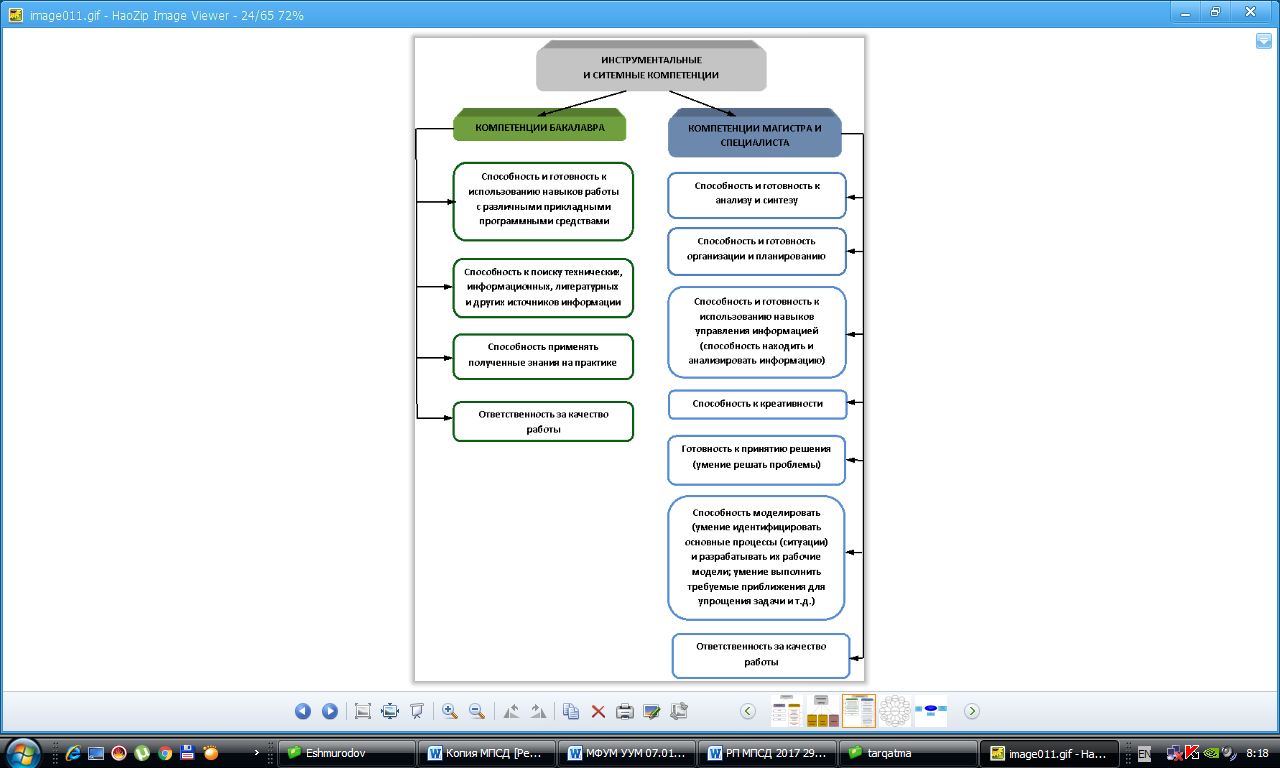 image011.gif - HaoZip Image Viewer - 24/65 72%
ИНСТРУМЕНТАЛЬНЫЕ
И СИТЕМНЫЕ КОМПЕТЕНЦИИ
КОМПЕТЕНЦИИ БАКАЛАВРА
Способность и готовность к
использованию навыков работы
с различными прикладными
программными средствами
Способность к поиску технических,
информационных, литературных
и других источников информации
Способность применять
полученные знания на практике
Ответственность за качество
работы
КОМПЕТЕНЦИИ МАГИСТРА И
СПЕЦИАЛИСТА
Способность и готовность к
анализу и синтезу
Способность и готовность
организации и планированию
Способность и готовность к
использованию навыков
управления информацией
(способность находить и
анализировать информацию)
Способность к креативности
Готовность к принятию решения
(умение решать проблемы)
Способность моделировать
(умение идентифицировать
основные процессы (ситуации)
и разрабатывать их рабочие
модели; умение выполнить
требуемые приближения для
упрощения задачи и т.д.)
Ответственность за качество
работы
Eshmurodov
Копия МПСД [Ре...
МФУМ УУМ 07.01...
РП МПСД 2017 29...
tarqatma
image011.gif - Ha...
8:18